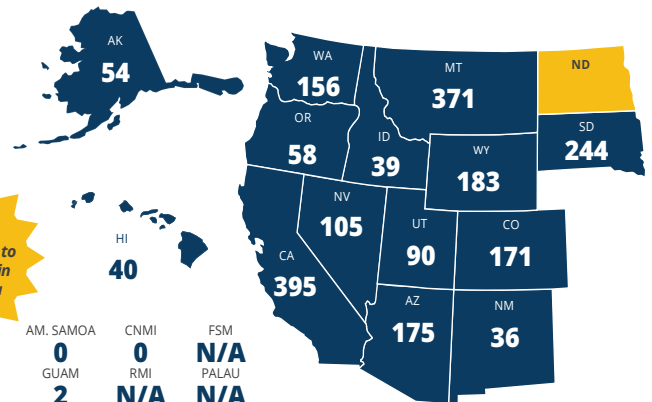 AK
54
WA
156
MT
371
ND
OR
58
ID
39
SD
244
WY
183
NV
105
UT
90
CO
171
HI
40
CA
395
AZ
175
NM
36
to
in
AM. SAMOA
0
CNMI
0
FSM
N/A
GUAM
2
RMI
N/A
PALAU
N/A